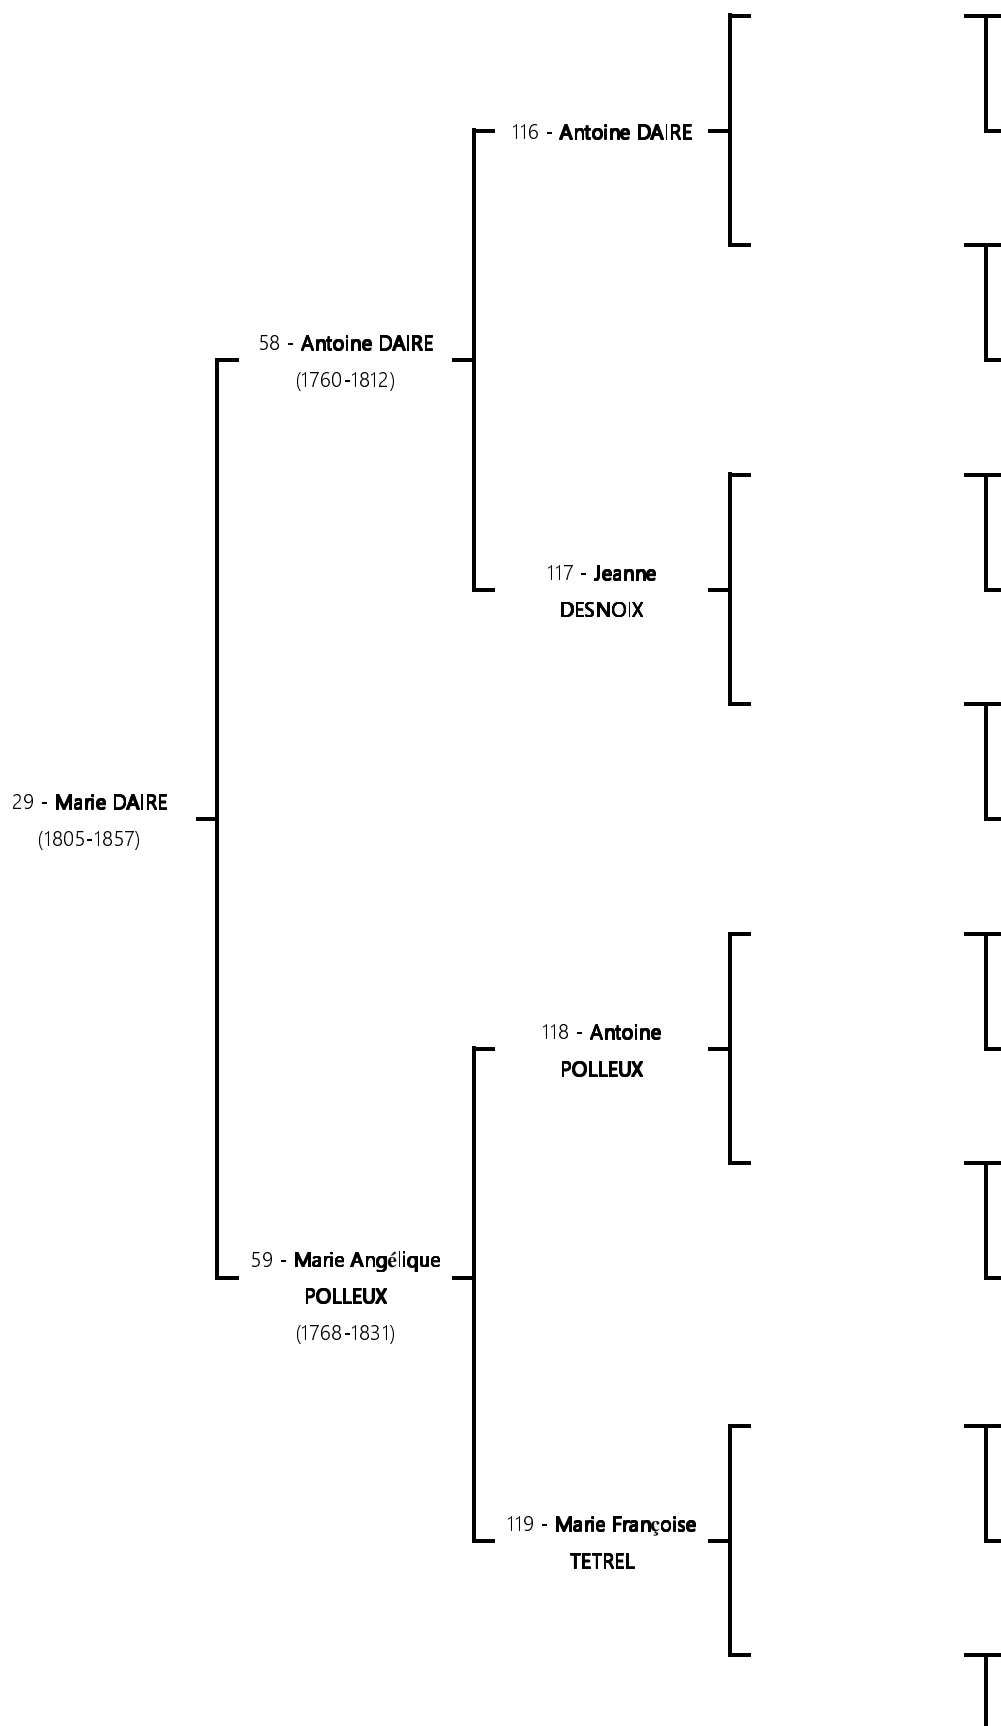 116 - Antoine DAIRE
58 - Antoine DAIRE
(1760-1812)
117 - Jeanne
DESNOIX
29 - Marie DAIRE
(1805-1857)
118 - Antoine
POLLEUX
59 - Marie Angélique
POLLEUX
(1768-1831)
119 - Marie Françoise
TETREL